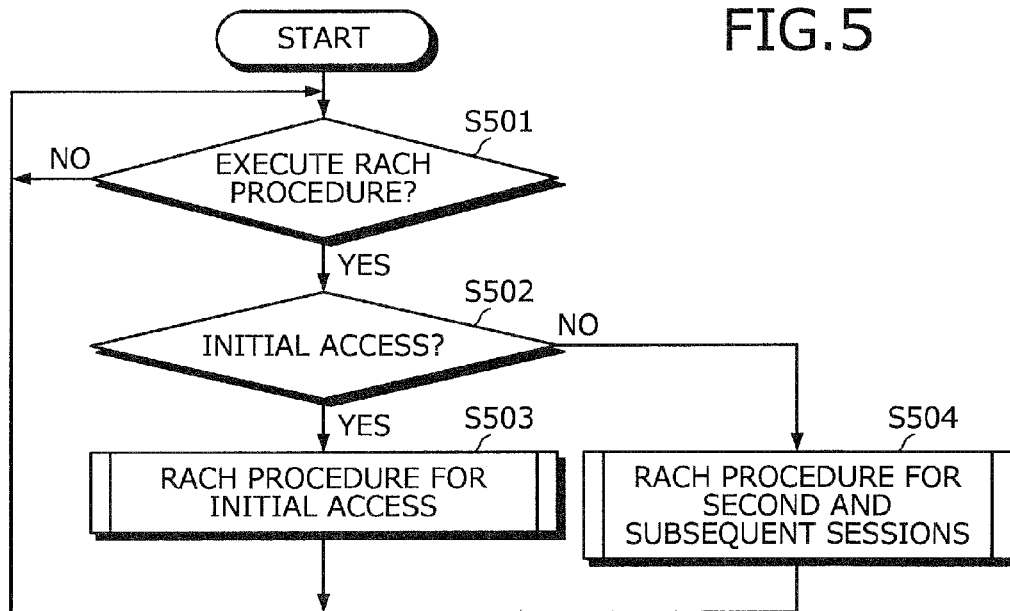 FIG.5
START
S501
NO
EXECUTE RACH
PROCEDURE?
YES
S502
NO
INITIAL ACCESS?
YES
S503
S504
RACH PROCEDURE FOR
INITIAL ACCESS
RACH PROCEDURE FOR
SECOND AND
SUBSEQUENT SESSIONS